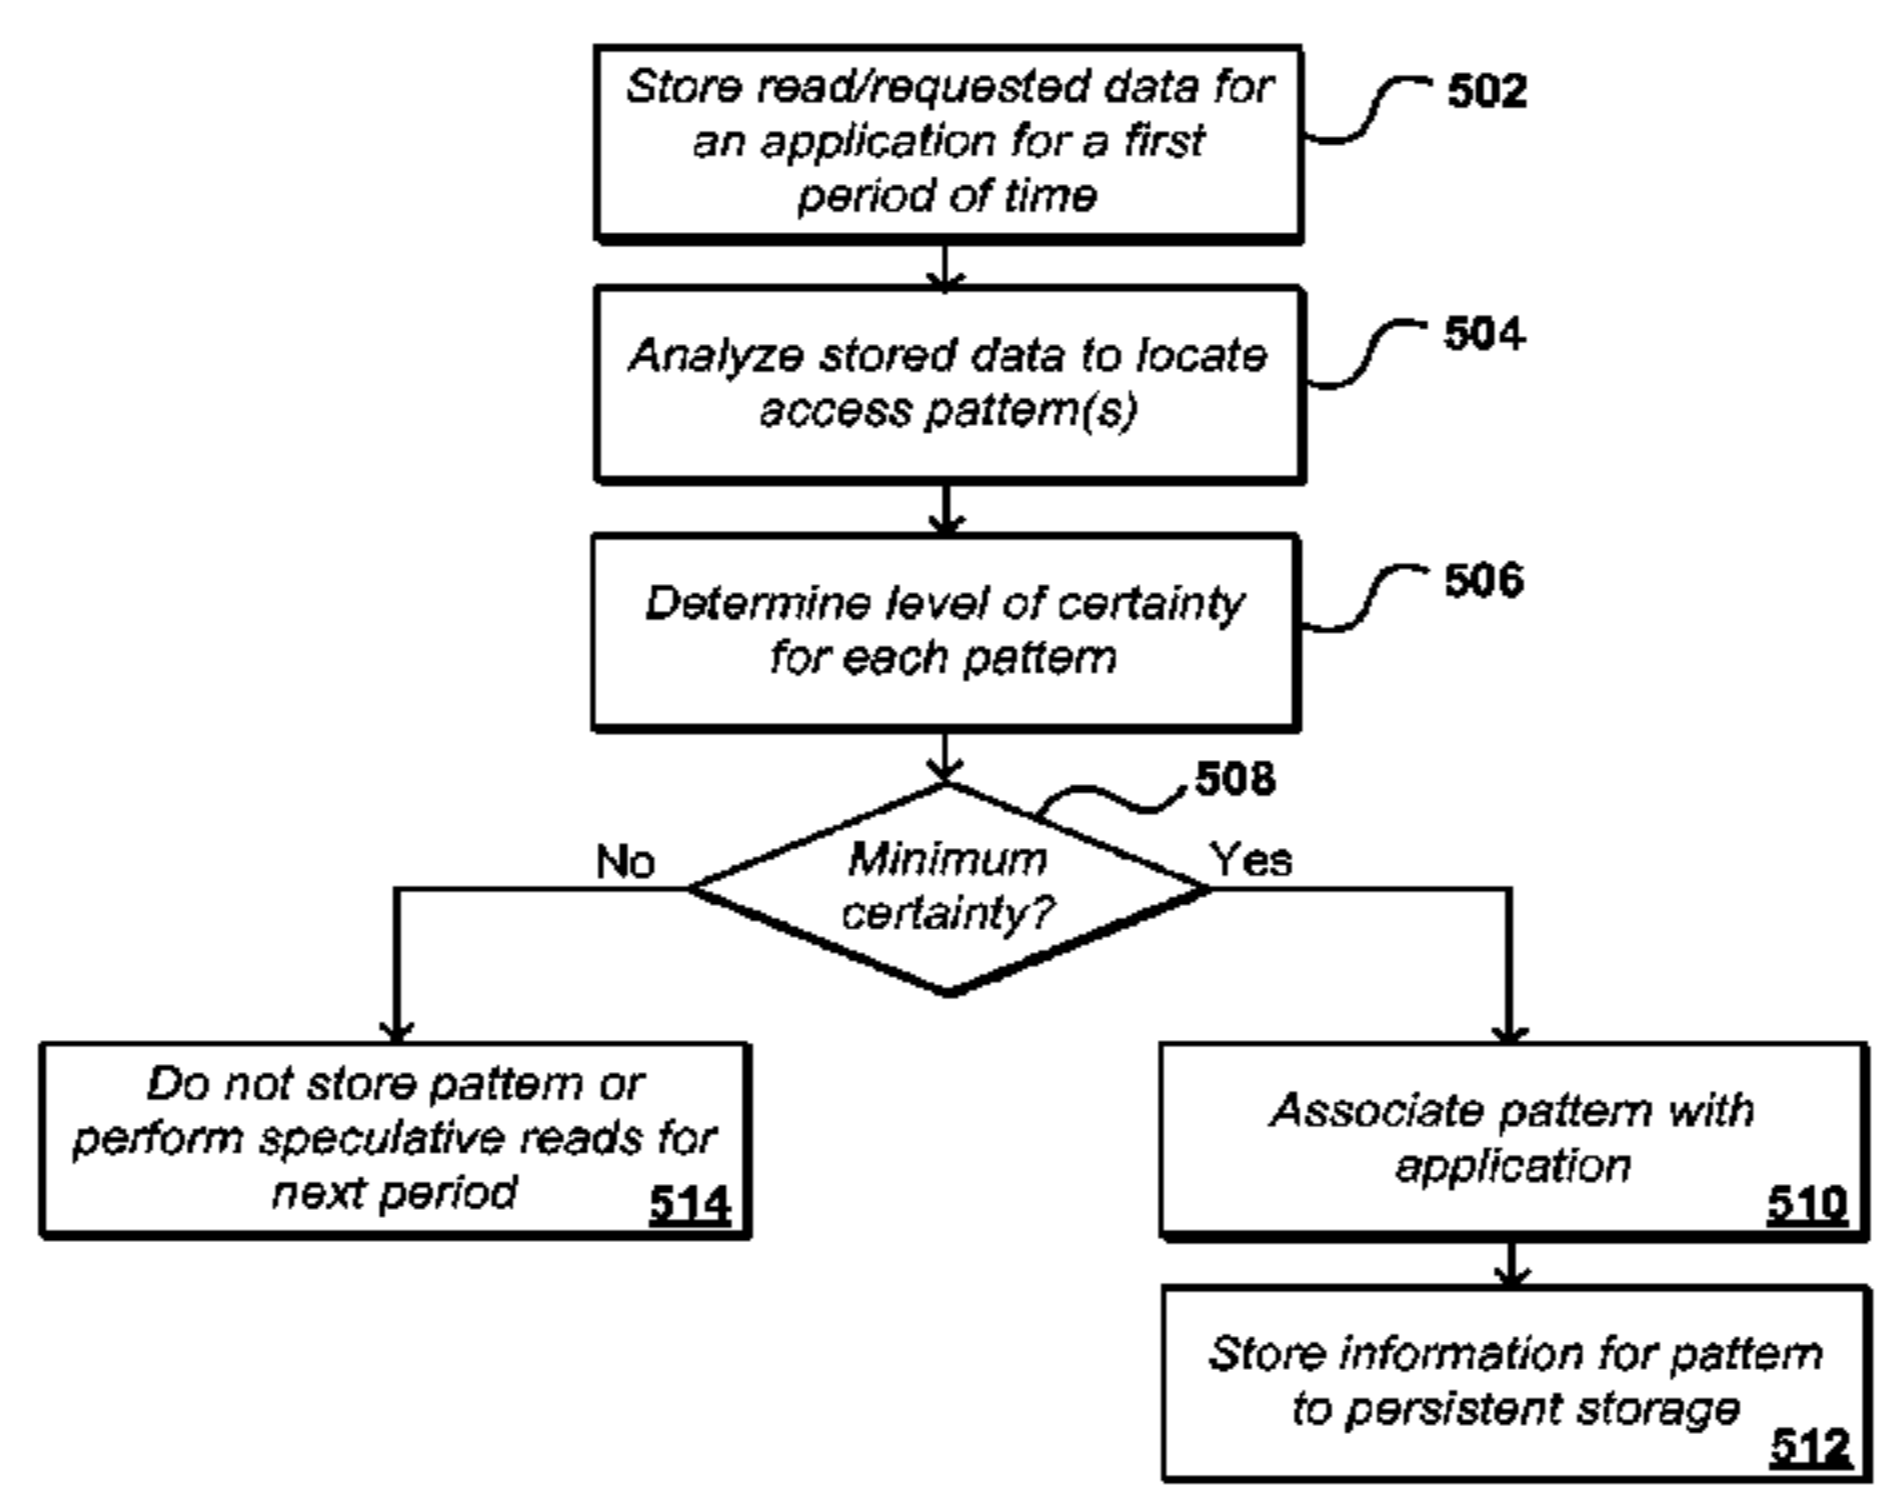 Store read/requested data for
an application for a first
period of time
502
Analyze stored data to locate
access pattern(s)
504
Determine level of certainty
for each pattern
506
508
No
Minimum
certainty?
Yes
Do not store pattern or
perform speculative reads for
next period
514
Associate pattern with
application
510
Store information for pattern
to persistent storage
512